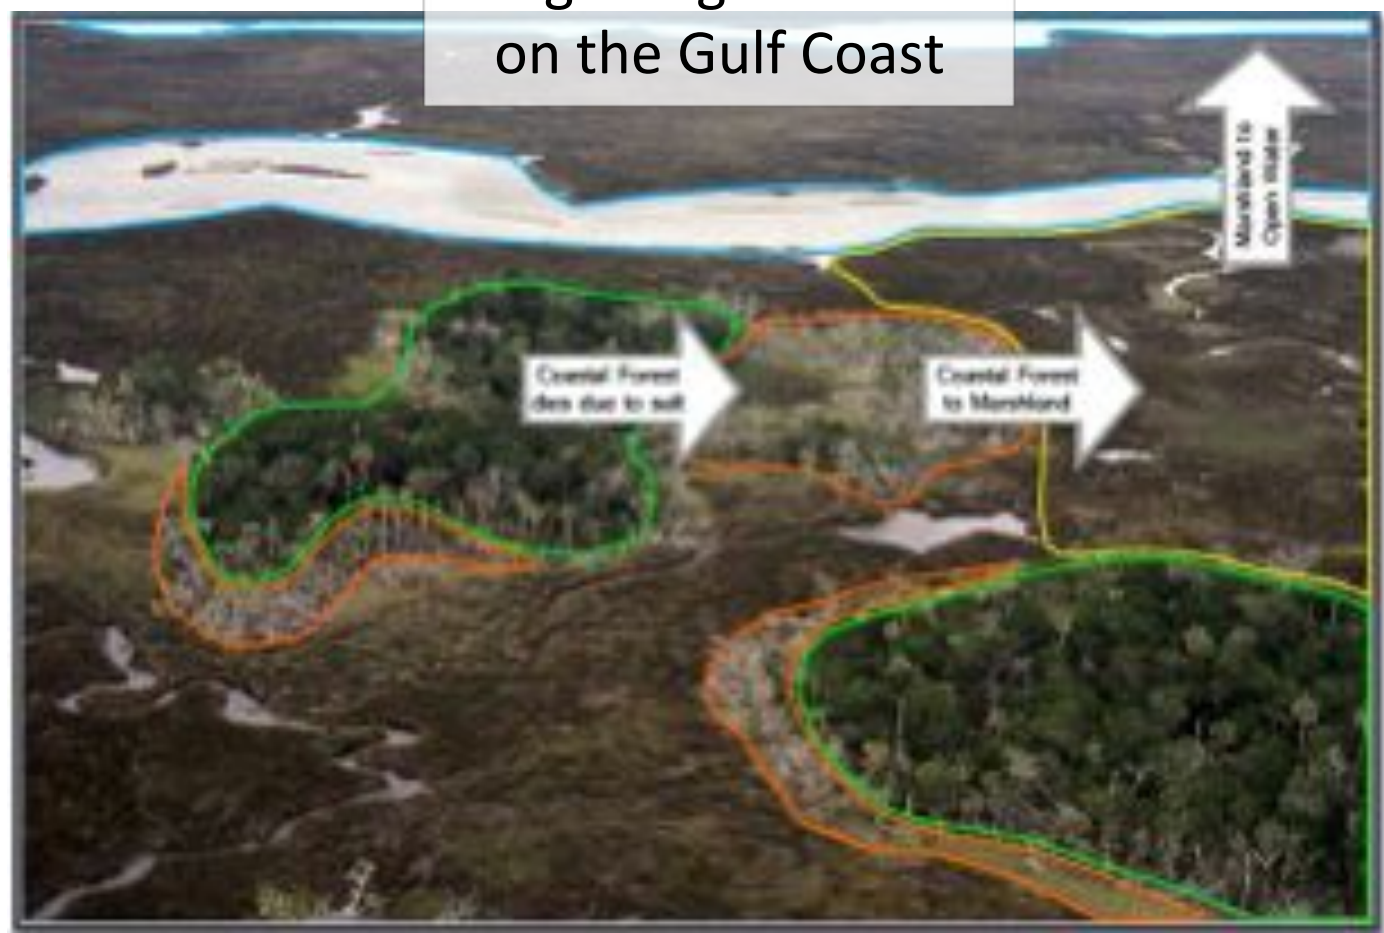 on the Gulf Coast
Marshland to
Open Water
Coastal Forest
dies due to salt
Coastal Forest
to Marshland